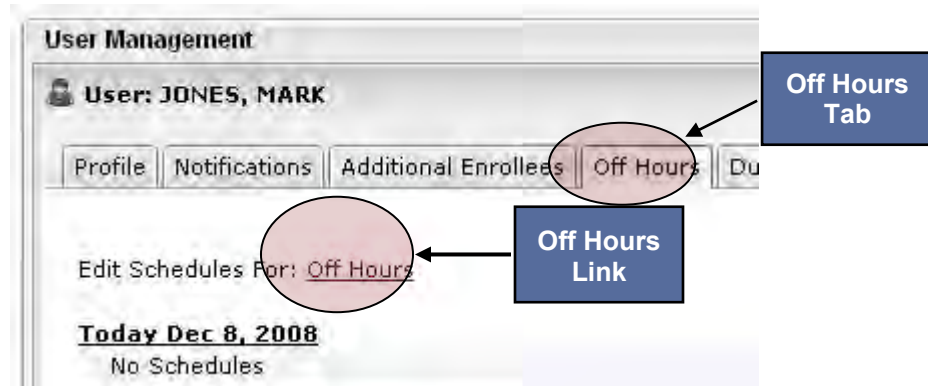 User Management
User: JONES, MARK
Off Hours
Tab
Profile
Notifications
Additional Enrollees
Off Hours
Du
Off Hours
Link
Edit Schedules For: Off Hours
Today Dec 8, 2008
No Schedules